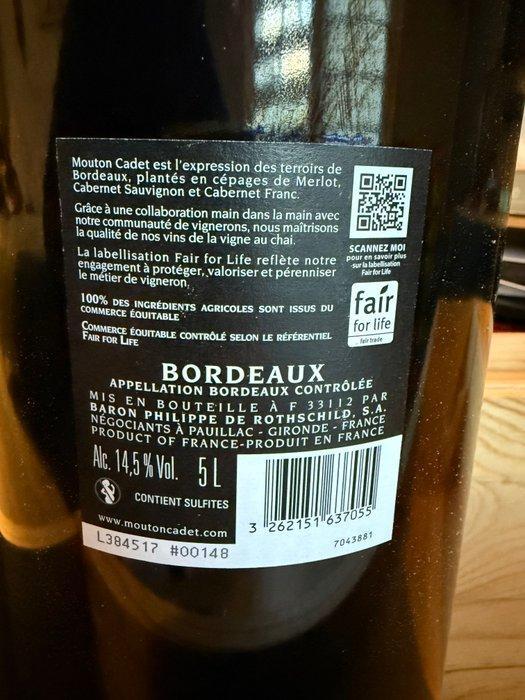 Mouton Cadet est l'expression des terroirs de
Bordeaux, plantés en cépages de Merlot,
Cabernet Sauvignon et Cabernet Franc.
Grâce à une collaboration main dans la main avec
notre communauté de vignerons, nous maîtrisons
la qualité de nos vins de la vigne au chai.
La labellisation Fair for Life reflète notre
engagement à protéger, valoriser et pérenniser
le métier de vigneron.
100% DES INGRÉDIENTS AGRICOLES SONT ISSUS DU
COMMERCE ÉQUITABLE
COMMERCE ÉQUITABLE CONTRÔLÉ SELON LE RÉFÉRENTIEL
FAIR FOR LIFE
SCANNEZ MOI
pour en savoir plus
sur la labellisation
Fair for Life
fair
for life
fair trade
BORDEAUX
APPELLATION BORDEAUX CONTRÔLÉE
MIS EN BOUTEILLE À F 33112 PAR
BARON PHILIPPE DE ROTHSCHILD, S.A.
NÉGOCIANTS À PAUILLAC - GIRONDE - FRANCE
PRODUCT OF FRANCE-PRODUIT EN FRANCE
Alc. 14,5 % Vol. 5 L
CONTIENT SULFITES
www.moutoncadet.com
3 262151 637055
L384517 #00148
7043881